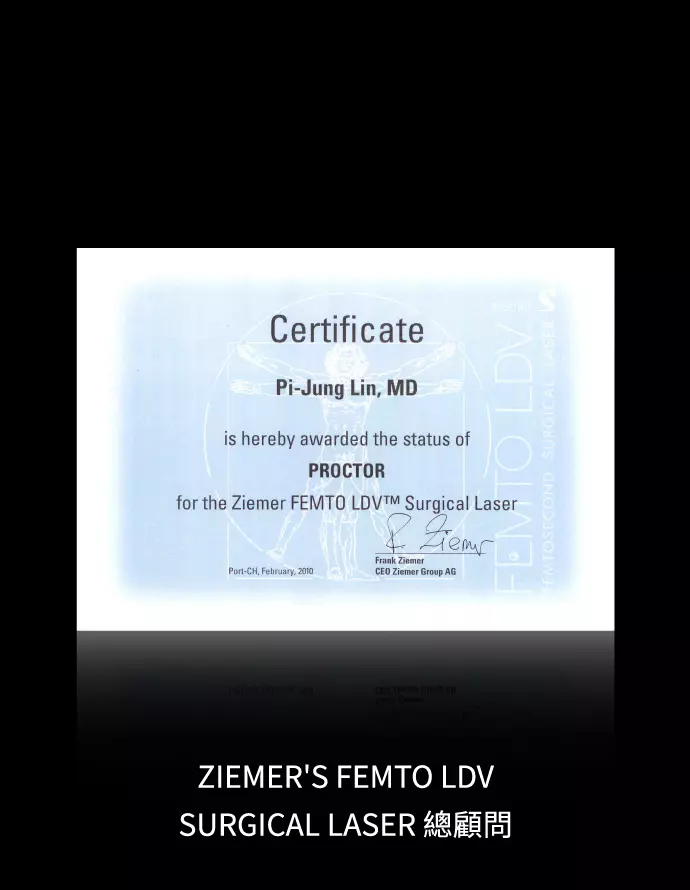 Certificate
Pi-Jung Lin, MD
is hereby awarded the status of
PROCTOR
for the Ziemer FEMTO LDV™ Surgical Laser
R. Ziemer
Frank Ziemer
Port-CH, February, 2010
CEO Ziemer Group AG
FEMTO LDV
FEMTOSECOND SURGICAL LASER
ZIEMER'S FEMTO LDV
SURGICAL LASER 總顧問